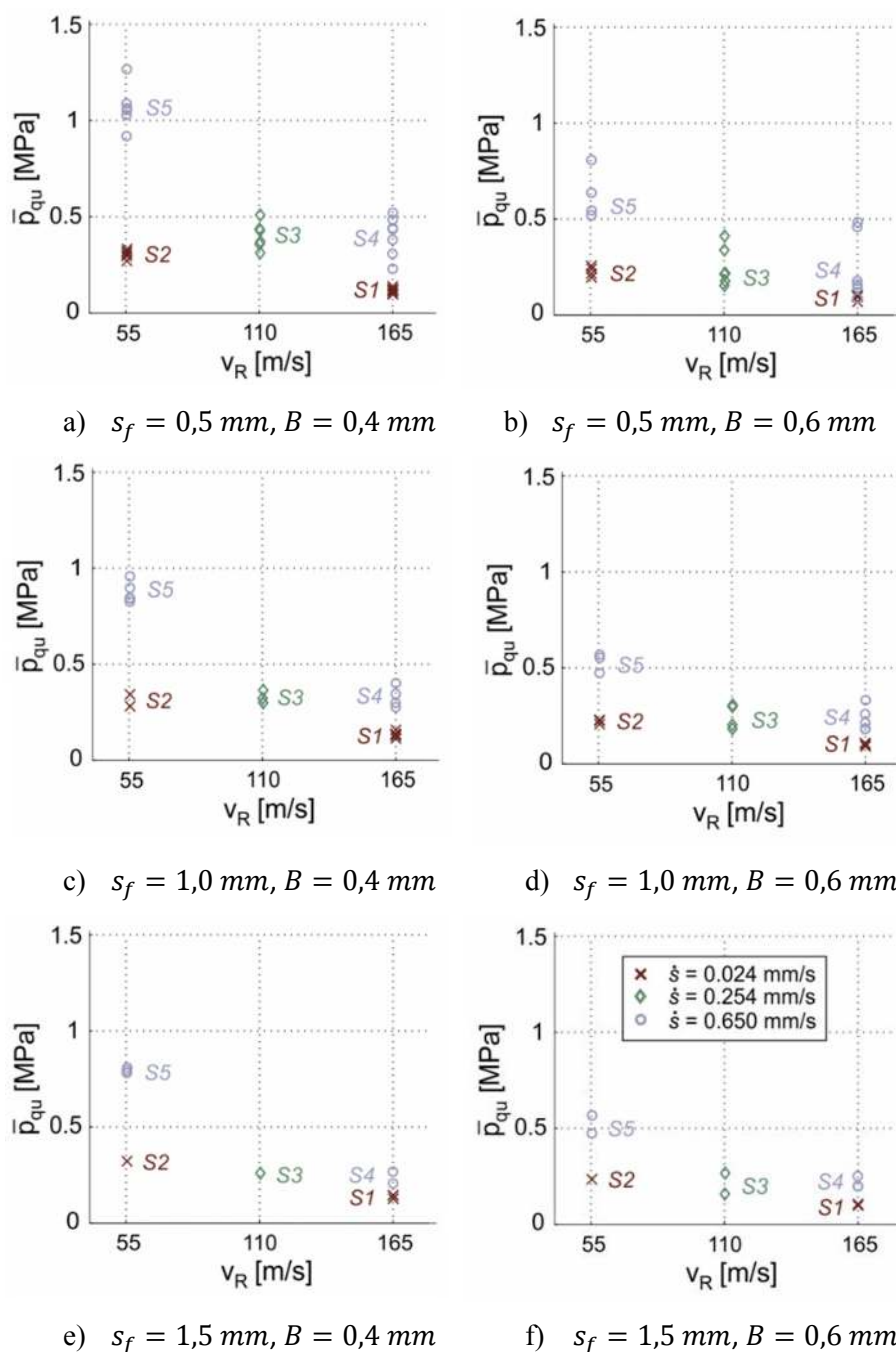 1.5
1
0.5
0
p̅qu [MPa]
S5
S2
S3
S4
S1
55 110 165
vR [m/s]
1.5
1
0.5
0
p̅qu [MPa]
S5
S2
S3
S4
S1
55 110 165
vR [m/s]
a) sf = 0,5 mm, B = 0,4 mm
b) sf = 0,5 mm, B = 0,6 mm
1.5
1
0.5
0
p̅qu [MPa]
S5
S2
S3
S4
S1
55 110 165
vR [m/s]
1.5
1
0.5
0
p̅qu [MPa]
S5
S2
S3
S4
S1
55 110 165
vR [m/s]
c) sf = 1,0 mm, B = 0,4 mm
d) sf = 1,0 mm, B = 0,6 mm
1.5
1
0.5
0
p̅qu [MPa]
S5
S2
S3
S4
S1
55 110 165
vR [m/s]
1.5
1
0.5
0
p̅qu [MPa]
ṡ = 0.024 mm/s
ṡ = 0.254 mm/s
ṡ = 0.650 mm/s
S5
S2
S3
S4
S1
55 110 165
vR [m/s]
e) sf = 1,5 mm, B = 0,4 mm
f) sf = 1,5 mm, B = 0,6 mm